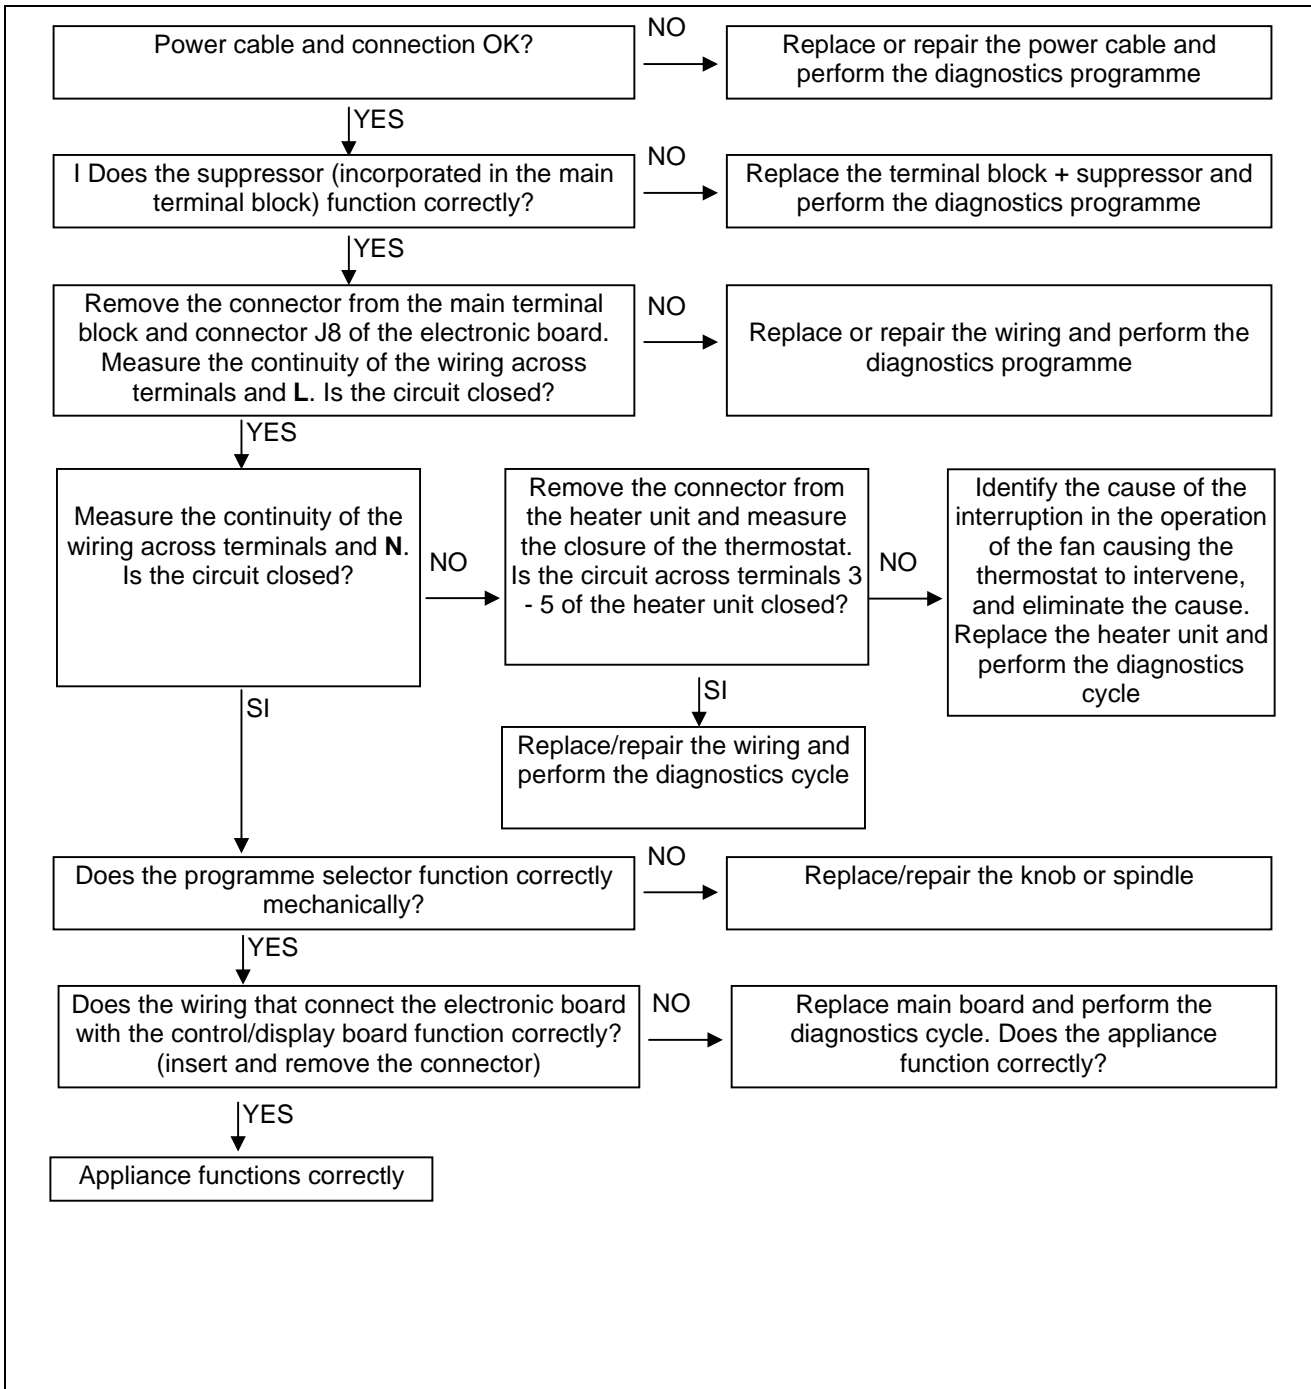 Power cable and connection OK?
NO
Replace or repair the power cable and
perform the diagnostics programme
YES
I Does the suppressor (incorporated in the main
terminal block) function correctly?
NO
Replace the terminal block + suppressor and
perform the diagnostics programme
YES
Remove the connector from the main terminal
block and connector J8 of the electronic board.
Measure the continuity of the wiring across
terminals and L. Is the circuit closed?
NO
Replace or repair the wiring and perform the
diagnostics programme
YES
Measure the continuity of the
wiring across terminals and N.
Is the circuit closed?
NO
Remove the connector from
the heater unit and measure
the closure of the thermostat.
Is the circuit across terminals 3
- 5 of the heater unit closed?
NO
Identify the cause of the
interruption in the operation
of the fan causing the
thermostat to intervene,
and eliminate the cause.
Replace the heater unit and
perform the diagnostics
cycle
SI
Replace/repair the wiring and
perform the diagnostics cycle
SI
Does the programme selector function correctly
mechanically?
NO
Replace/repair the knob or spindle
YES
Does the wiring that connect the electronic board
with the control/display board function correctly?
(insert and remove the connector)
NO
Replace main board and perform the
diagnostics cycle. Does the appliance
function correctly?
YES
Appliance functions correctly